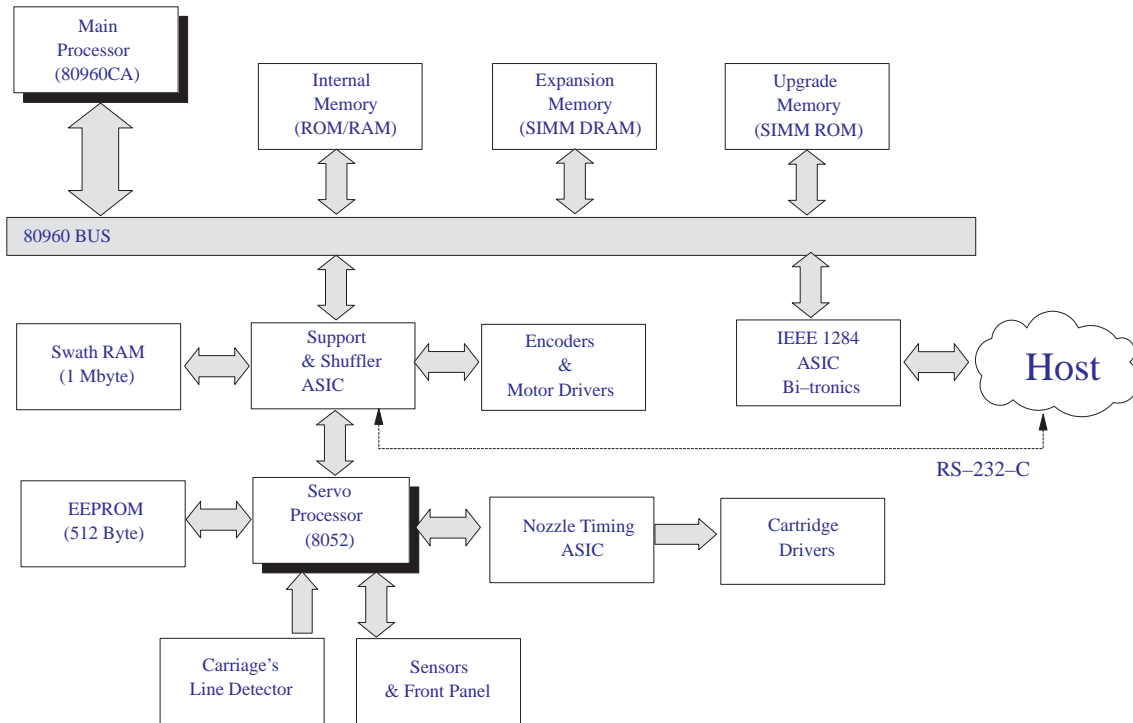 Main
Processor
(80960CA)
Internal
Memory
(ROM/RAM)
Expansion
Memory
(SIMM DRAM)
Upgrade
Memory
(SIMM ROM)
80960 BUS
Swath RAM
(1 Mbyte)
Support
& Shuffler
ASIC
Encoders
&
Motor Drivers
IEEE 1284
ASIC
Bi–tronics
Host
RS–232–C
EEPROM
(512 Byte)
Servo
Processor
(8052)
Nozzle Timing
ASIC
Cartridge
Drivers
Carriage’s
Line Detector
Sensors
& Front Panel